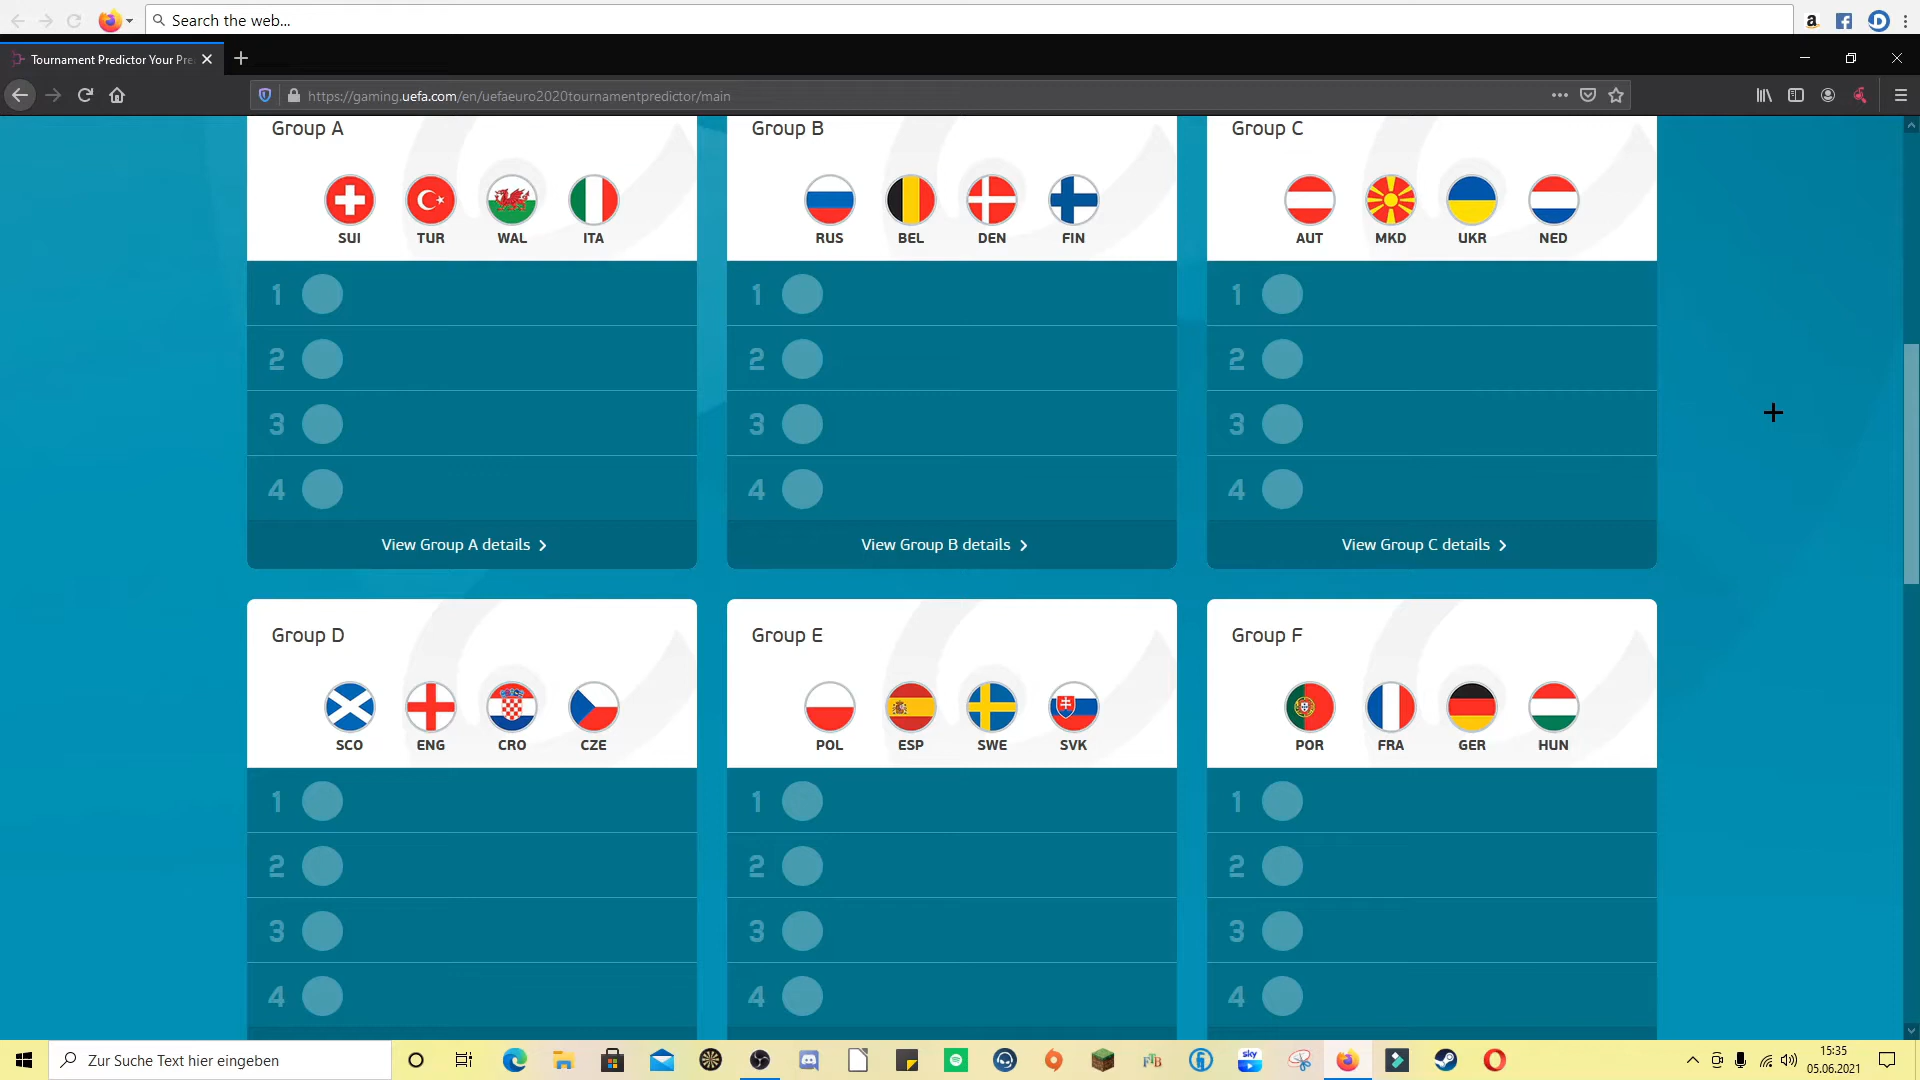 Search the web...
Tournament Predictor Your Pre
https://gaming.uefa.com/en/uefaeuro2020tournamentpredictor/main
Group A
SUI TUR WAL ITA
1
2
3
4
View Group A details
Group B
RUS BEL DEN FIN
1
2
3
4
View Group B details
Group C
AUT MKD UKR NED
1
2
3
4
View Group C details
Group D
SCO ENG CRO CZE
1
2
3
4
Group E
POL ESP SWE SVK
1
2
3
4
Group F
POR FRA GER HUN
1
2
3
4
Zur Suche Text hier eingeben
sky
15:35
05.06.2021